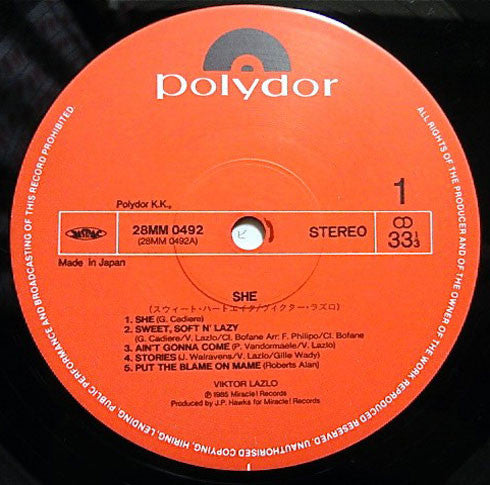 polydor
1
Polydor K.K.
28MM 0492
(28MM 0492A)
STEREO
33 1/3
Made in Japan
SHE
(スウィート・ハートエイク/ヴィクター・ラズロ)
1. SHE (G. Cadiere)
2. SWEET, SOFT N' LAZY
(G. Cadiere/V. Lazlo/Cl. Bofane Arr: F. Philipo/Cl. Bofane
3. AIN'T GONNA COME (P. Vandormaele/V. Lazlo)
4. STORIES (J. Walravens/V. Lazlo/Gille Wady)
5. PUT THE BLAME ON MAME (Roberts Alan)
VIKTOR LAZLO
Ⓟ 1985 Miracle! Records
Produced by J.P. Hawks for Miracle! Records
ALL RIGHTS OF THE PRODUCER AND OF THE OWNER OF THE WORK REPRODUCED RESERVED. UNAUTHORISED COPYING, HIRING, LENDING, PUBLIC PERFORMANCE AND BROADCASTING OF THIS RECORD PROHIBITED.